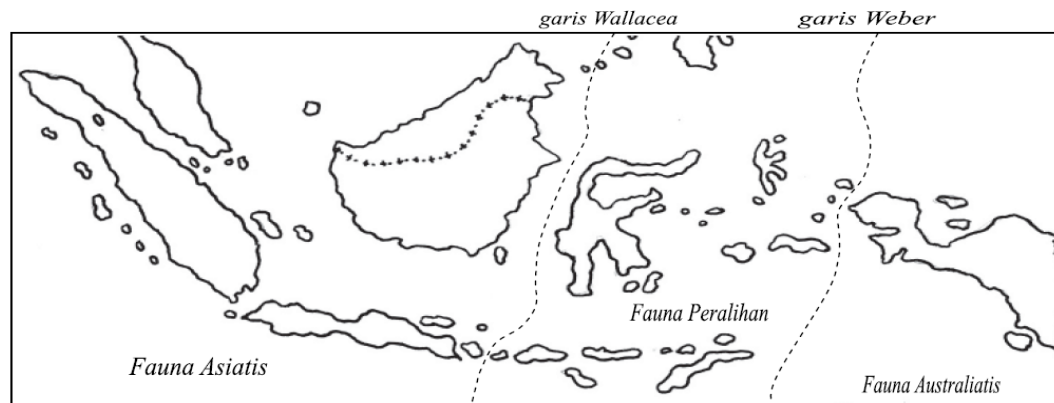 garis Wallacea
garis Weber
Fauna Peralihan
Fauna Asiatis
Fauna Australiatis